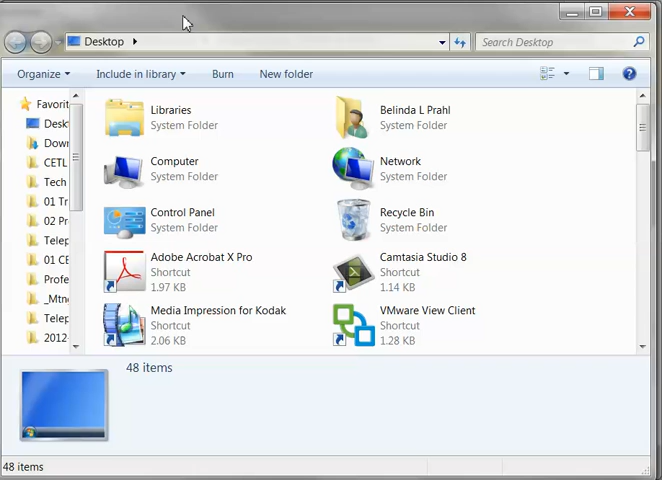 Desktop
Search Desktop
Organize
Include in library
Burn
New folder
Favorit
Deskt
Down
CETL
Tech
01 Tr
02 Pr
Telep
01 CE
Profe
_Mtng
Telep
2012-
Libraries
System Folder
Belinda L Prahl
System Folder
Computer
System Folder
Network
System Folder
Control Panel
System Folder
Recycle Bin
System Folder
Adobe Acrobat X Pro
Shortcut
1.97 KB
Camtasia Studio 8
Shortcut
1.14 KB
Media Impression for Kodak
Shortcut
2.06 KB
VMware View Client
Shortcut
1.28 KB
48 items
48 items